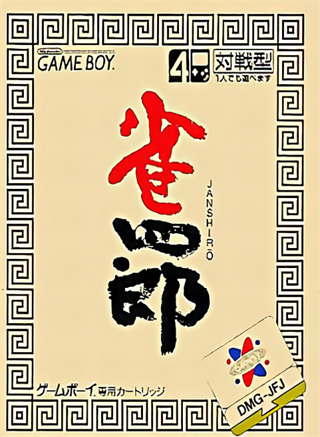 Nintendo
GAME BOY.
4 対戦型
1人でも遊べます
雀四郎
JANSHIRŌ
ゲームボーイ専用カートリッジ
DMG-JFJ